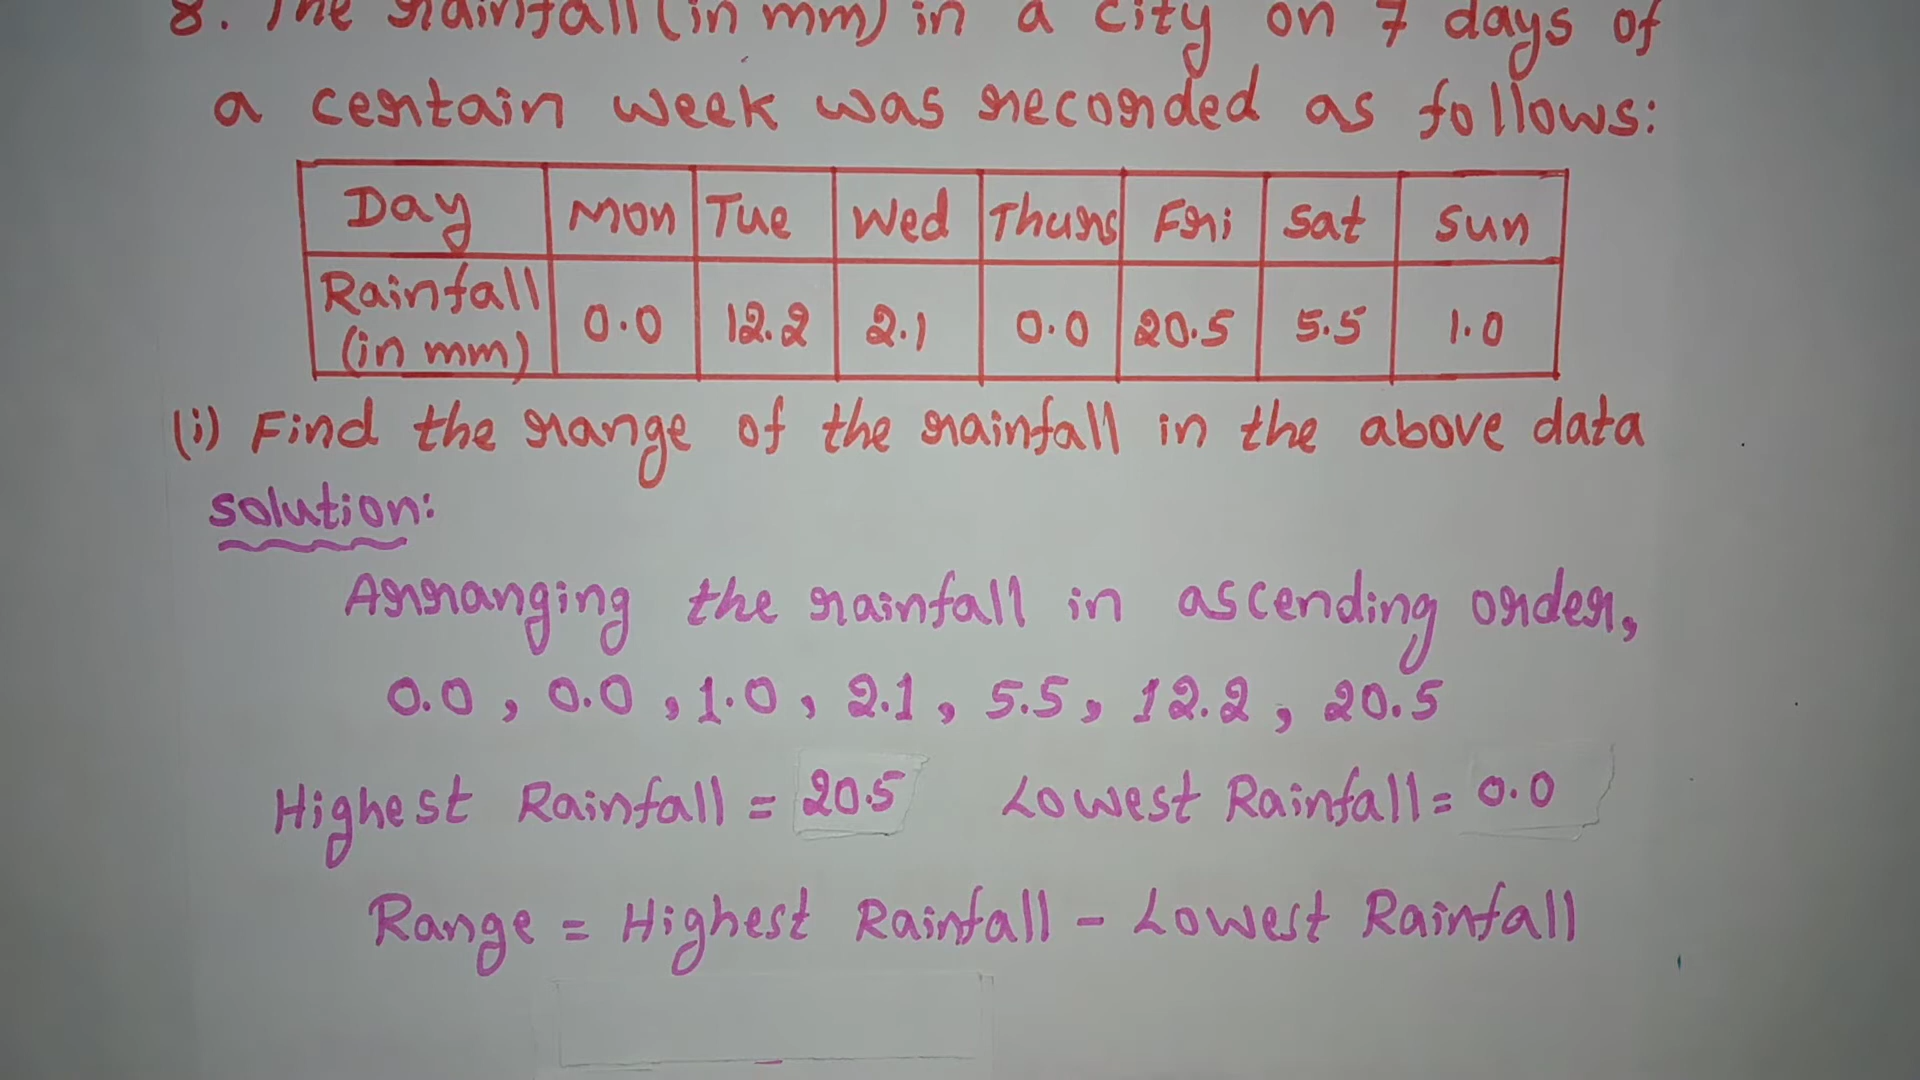 8. The rainfall (in mm) in a city on 7 days of
a certain week was recorded as follows:
Day Mon Tue Wed Thurs Fri Sat Sun
Rainfall (in mm) 0.0 12.2 2.1 0.0 20.5 5.5 1.0
(i) Find the range of the rainfall in the above data
solution:
Arranging the rainfall in ascending order,
0.0, 0.0, 1.0, 2.1, 5.5, 12.2, 20.5
Highest Rainfall = 20.5 Lowest Rainfall = 0.0
Range = Highest Rainfall - Lowest Rainfall